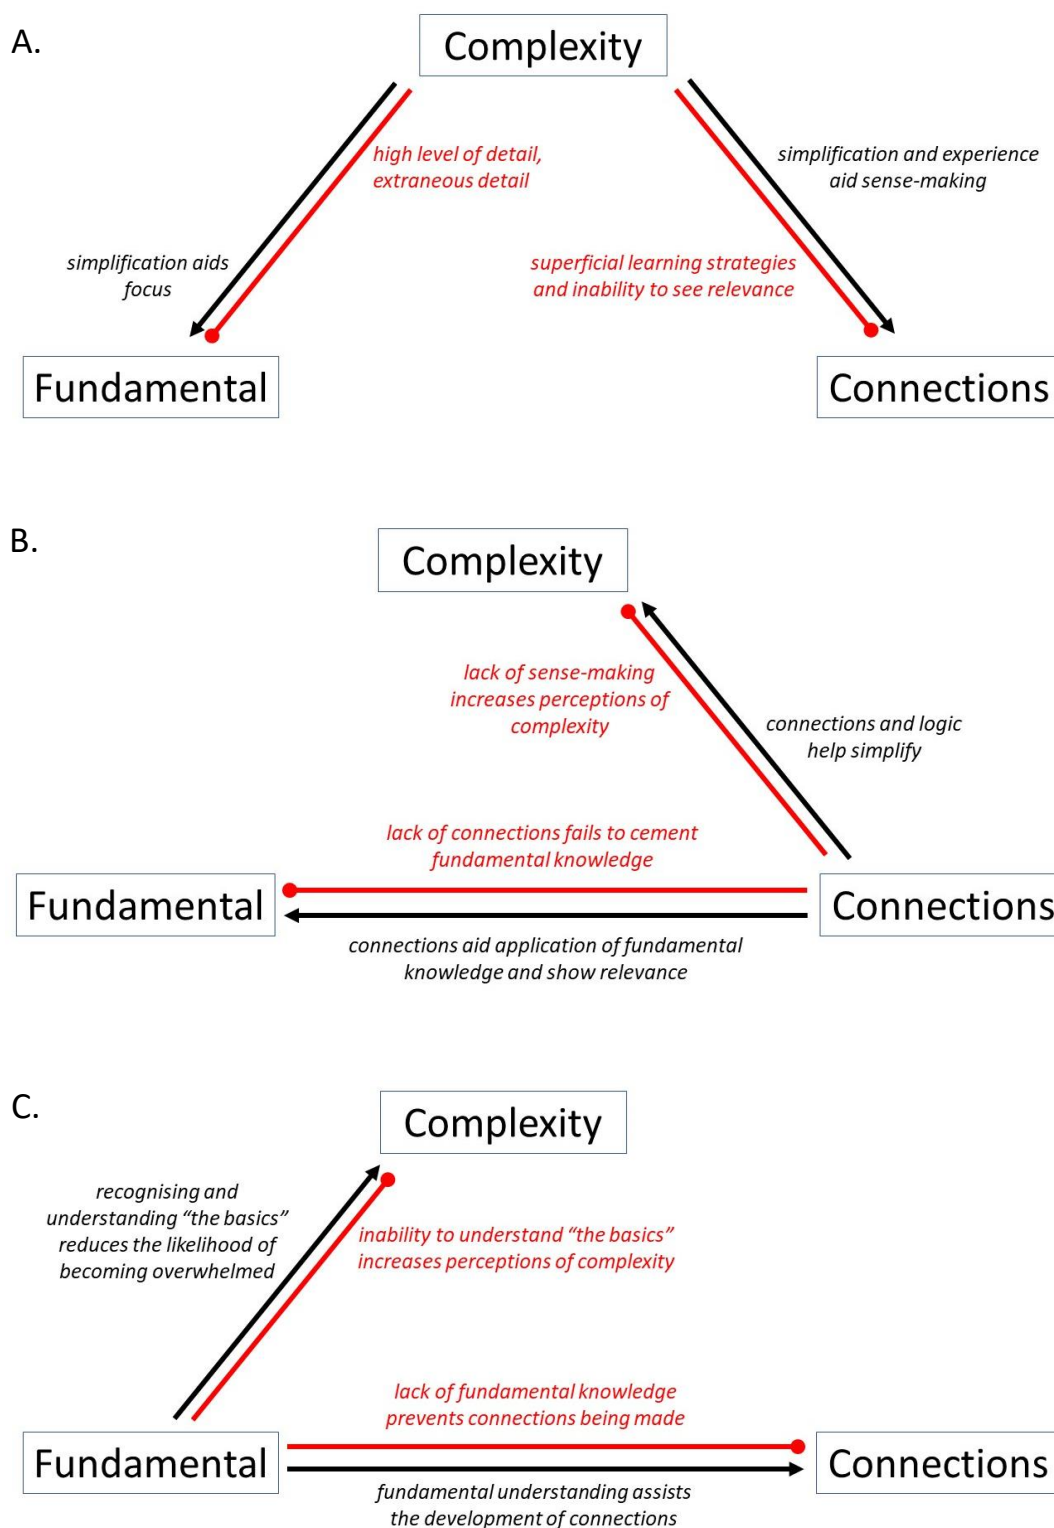 A.
Complexity
high level of detail,
extraneous detail
simplification and experience
aid sense-making
simplification aids
focus
superficial learning strategies
and inability to see relevance
Fundamental
Connections
B.
Complexity
lack of sense-making
increases perceptions of
complexity
connections and logic
help simplify
lack of connections fails to cement
fundamental knowledge
Fundamental
Connections
connections aid application of fundamental
knowledge and show relevance
C.
Complexity
recognising and
understanding “the basics”
reduces the likelihood of
becoming overwhelmed
inability to understand “the basics”
increases perceptions of complexity
lack of fundamental knowledge
prevents connections being made
Fundamental
Connections
fundamental understanding assists
the development of connections